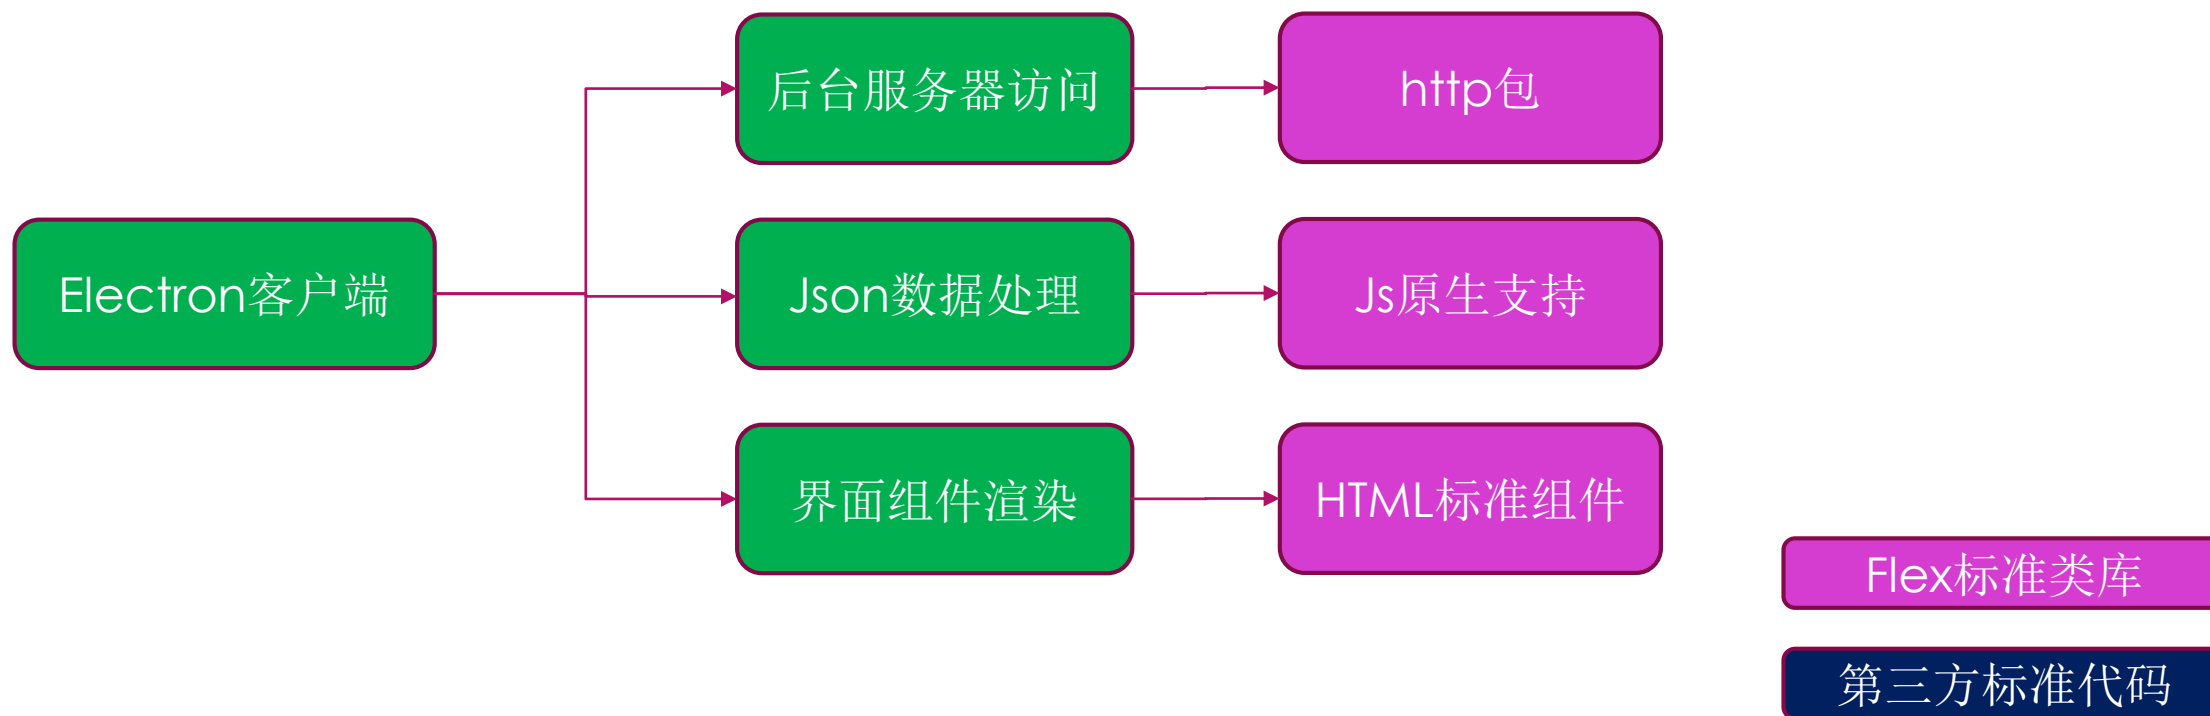 后台服务器访问
http包
Electron客户端
Json数据处理
Js原生支持
界面组件渲染
HTML标准组件
Flex标准类库
第三方标准代码